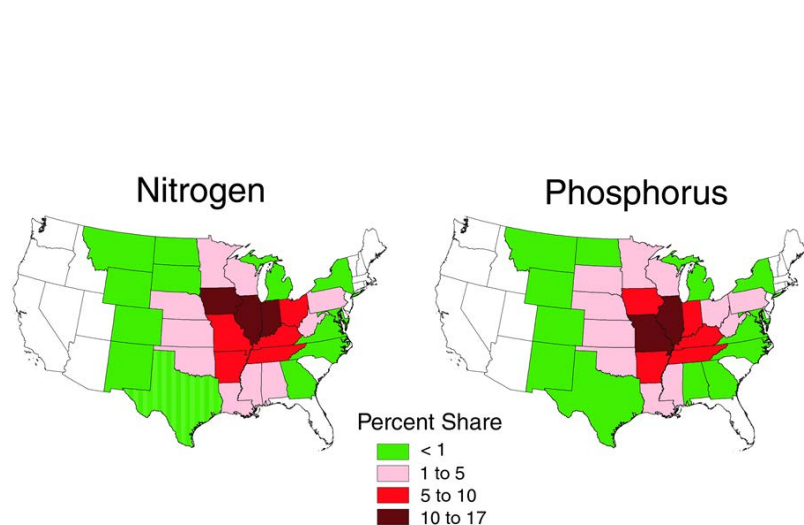 Nitrogen
Phosphorus
Percent Share
< 1
1 to 5
5 to 10
10 to 17